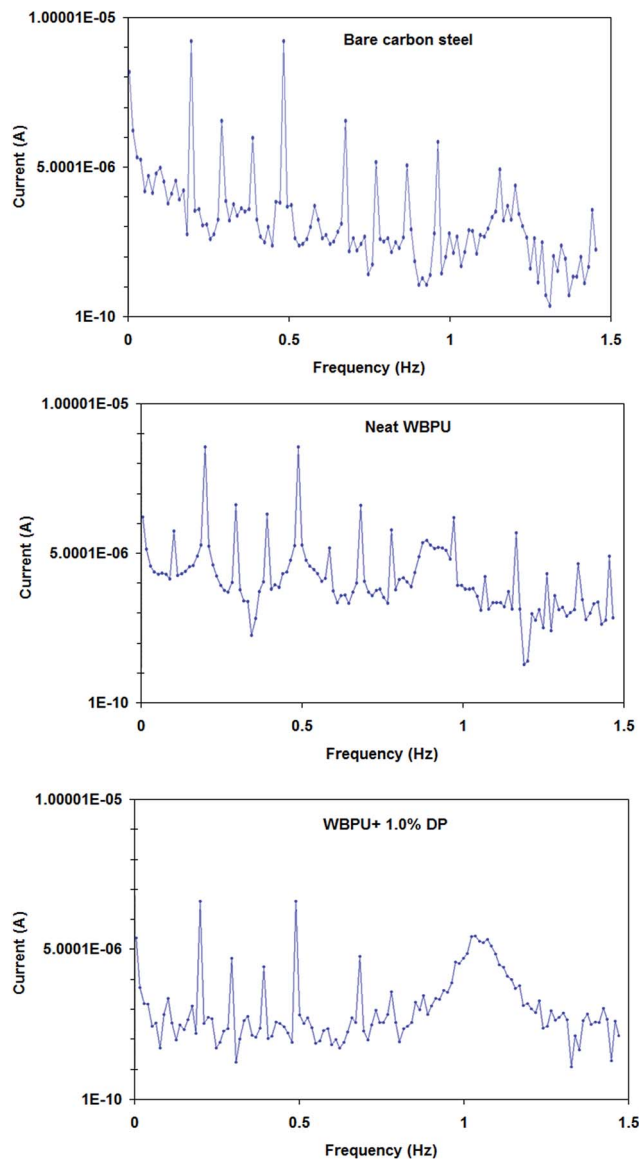 1.00001E-05
Bare carbon steel
Current (A)
5.0001E-06
1E-10
0
0.5
1
1.5
Frequency (Hz)
1.00001E-05
Neat WBPU
Current (A)
5.0001E-06
1E-10
0
0.5
1
1.5
Frequency (Hz)
1.00001E-05
WBPU+ 1.0% DP
Current (A)
5.0001E-06
1E-10
0
0.5
1
1.5
Frequency (Hz)